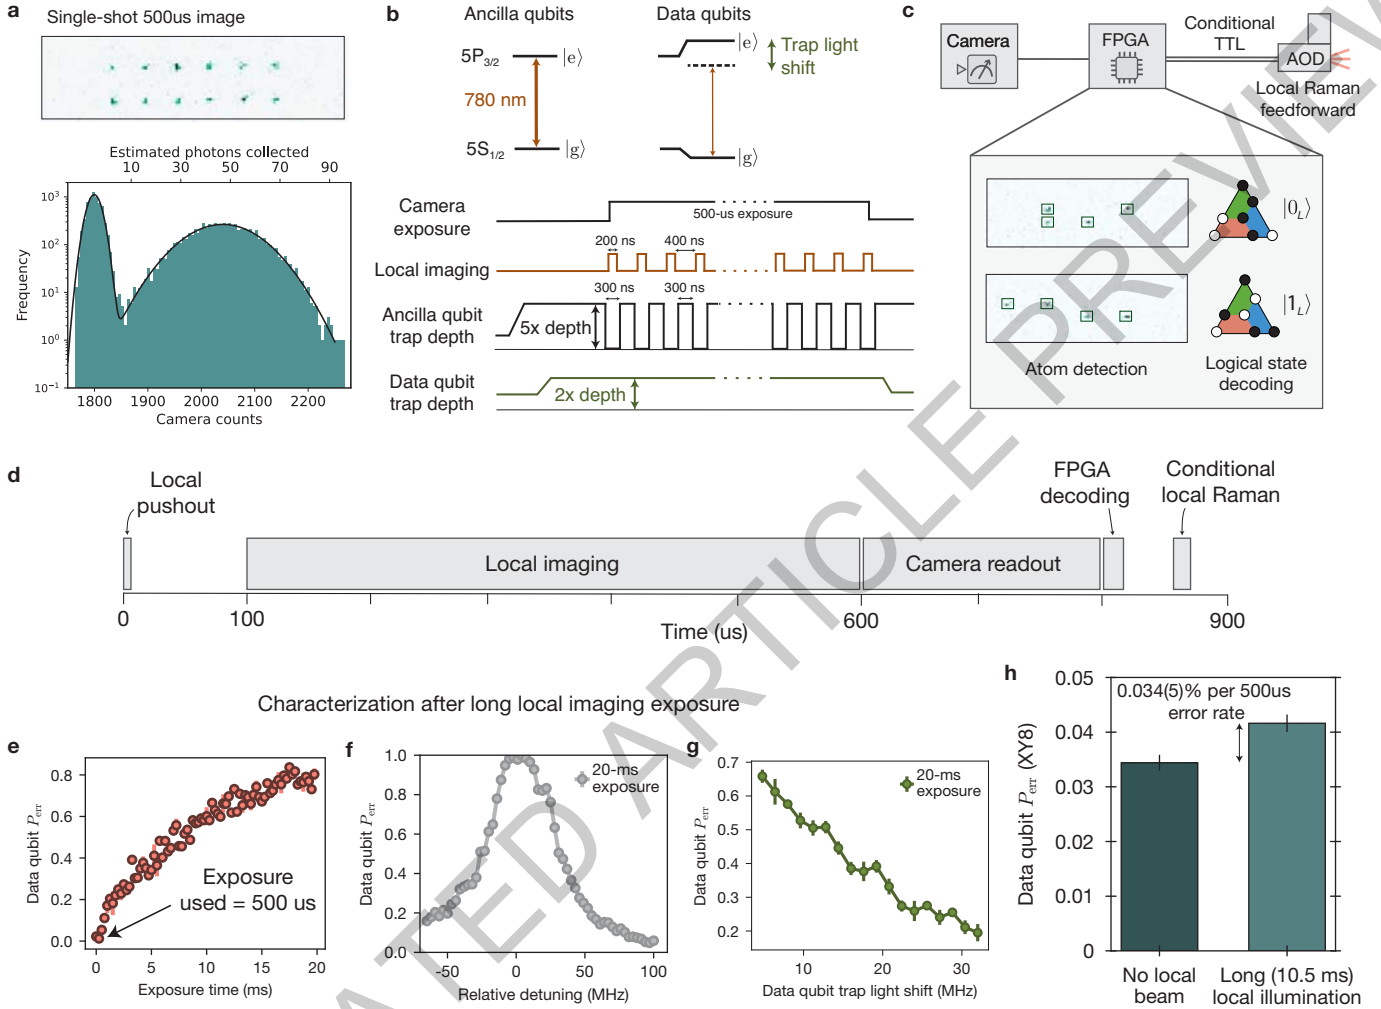 a
Single-shot 500us image
Estimated photons collected
10 30 50 70 90
Frequency
10³
10²
10¹
10⁰
10⁻¹
1800 1900 2000 2100 2200
Camera counts
b
Ancilla qubits
Data qubits
5P3/2
|e⟩
780 nm
5S1/2
|g⟩
|e⟩
Trap light
shift
|g⟩
Camera
exposure
500-us exposure
Local imaging
200 ns
400 ns
300 ns
300 ns
Ancilla qubit
trap depth
5x depth
Data qubit
trap depth
2x depth
c
Camera
FPGA
Conditional
TTL
AOD
Local Raman
feedforward
|0L⟩
|1L⟩
Atom detection
Logical state
decoding
d
Local
pushout
FPGA
decoding
Conditional
local Raman
Local imaging
Camera readout
0 100 600 900
Time (us)
Characterization after long local imaging exposure
e
Data qubit Perr
0.8
0.6
0.4
0.2
0.0
Exposure
used = 500 us
0 5 10 15 20
Exposure time (ms)
f
Data qubit Perr
1.0
0.8
0.6
0.4
0.2
0.0
20-ms
exposure
-50 0 50 100
Relative detuning (MHz)
g
Data qubit Perr
0.7
0.6
0.5
0.4
0.3
0.2
20-ms
exposure
10 20 30
Data qubit trap light shift (MHz)
h
Data qubit Perr (XY8)
0.05
0.04
0.03
0.02
0.01
0
0.034(5)% per 500us
error rate
No local
beam
Long (10.5 ms)
local illumination
ATED ARTICLE PREVIEW